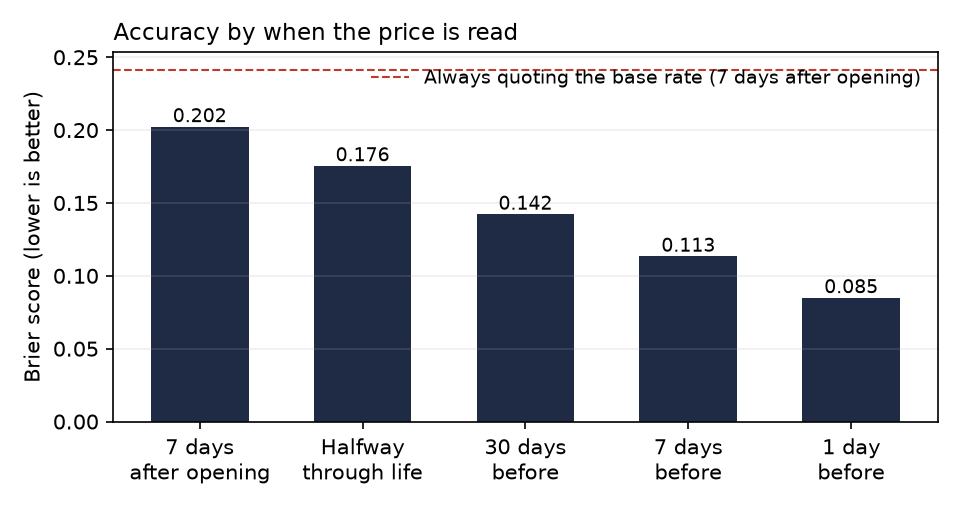 Accuracy by when the price is read
Brier score (lower is better)
0.25
0.20
0.15
0.10
0.05
0.00
Always quoting the base rate (7 days after opening)
0.202
0.176
0.142
0.113
0.085
7 days
after opening
Halfway
through life
30 days
before
7 days
before
1 day
before